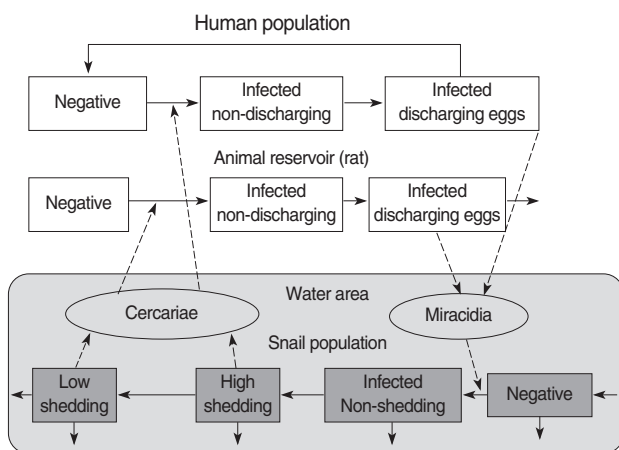 Human population
Negative
Infected
non-discharging
Infected
discharging eggs
Animal reservoir (rat)
Negative
Infected
non-discharging
Infected
discharging eggs
Water area
Cercariae
Miracidia
Snail population
Low
shedding
High
shedding
Infected
Non-shedding
Negative